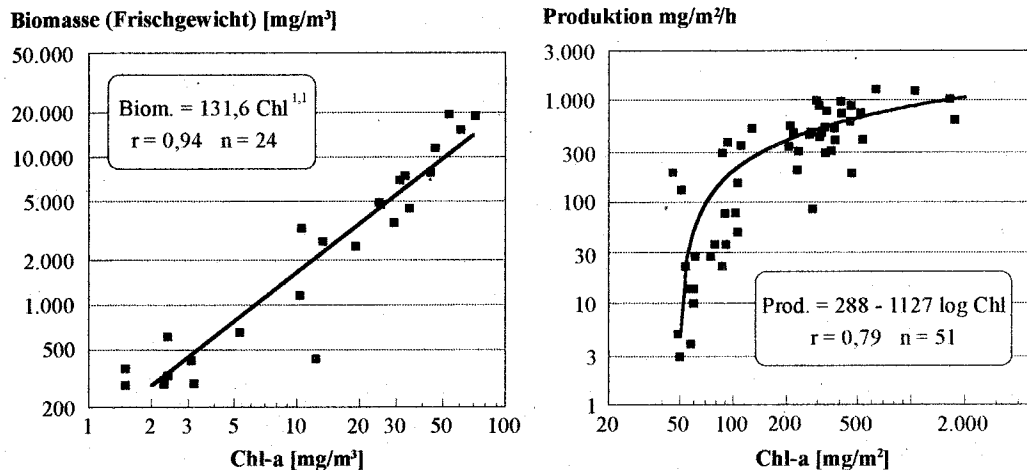 Biomasse (Frischgewicht) [mg/m³]
50.000
20.000
10.000
5.000
2.000
1.000
500
200
Biom. = 131,6 Chl^1,1
r = 0,94 n = 24
1 2 3 5 10 20 30 50 100
Chl-a [mg/m³]
Produktion mg/m²/h
3.000
1.000
300
100
30
10
3
1
Prod. = 288 - 1127 log Chl
r = 0,79 n = 51
20 50 100 200 500 2.000
Chl-a [mg/m²]